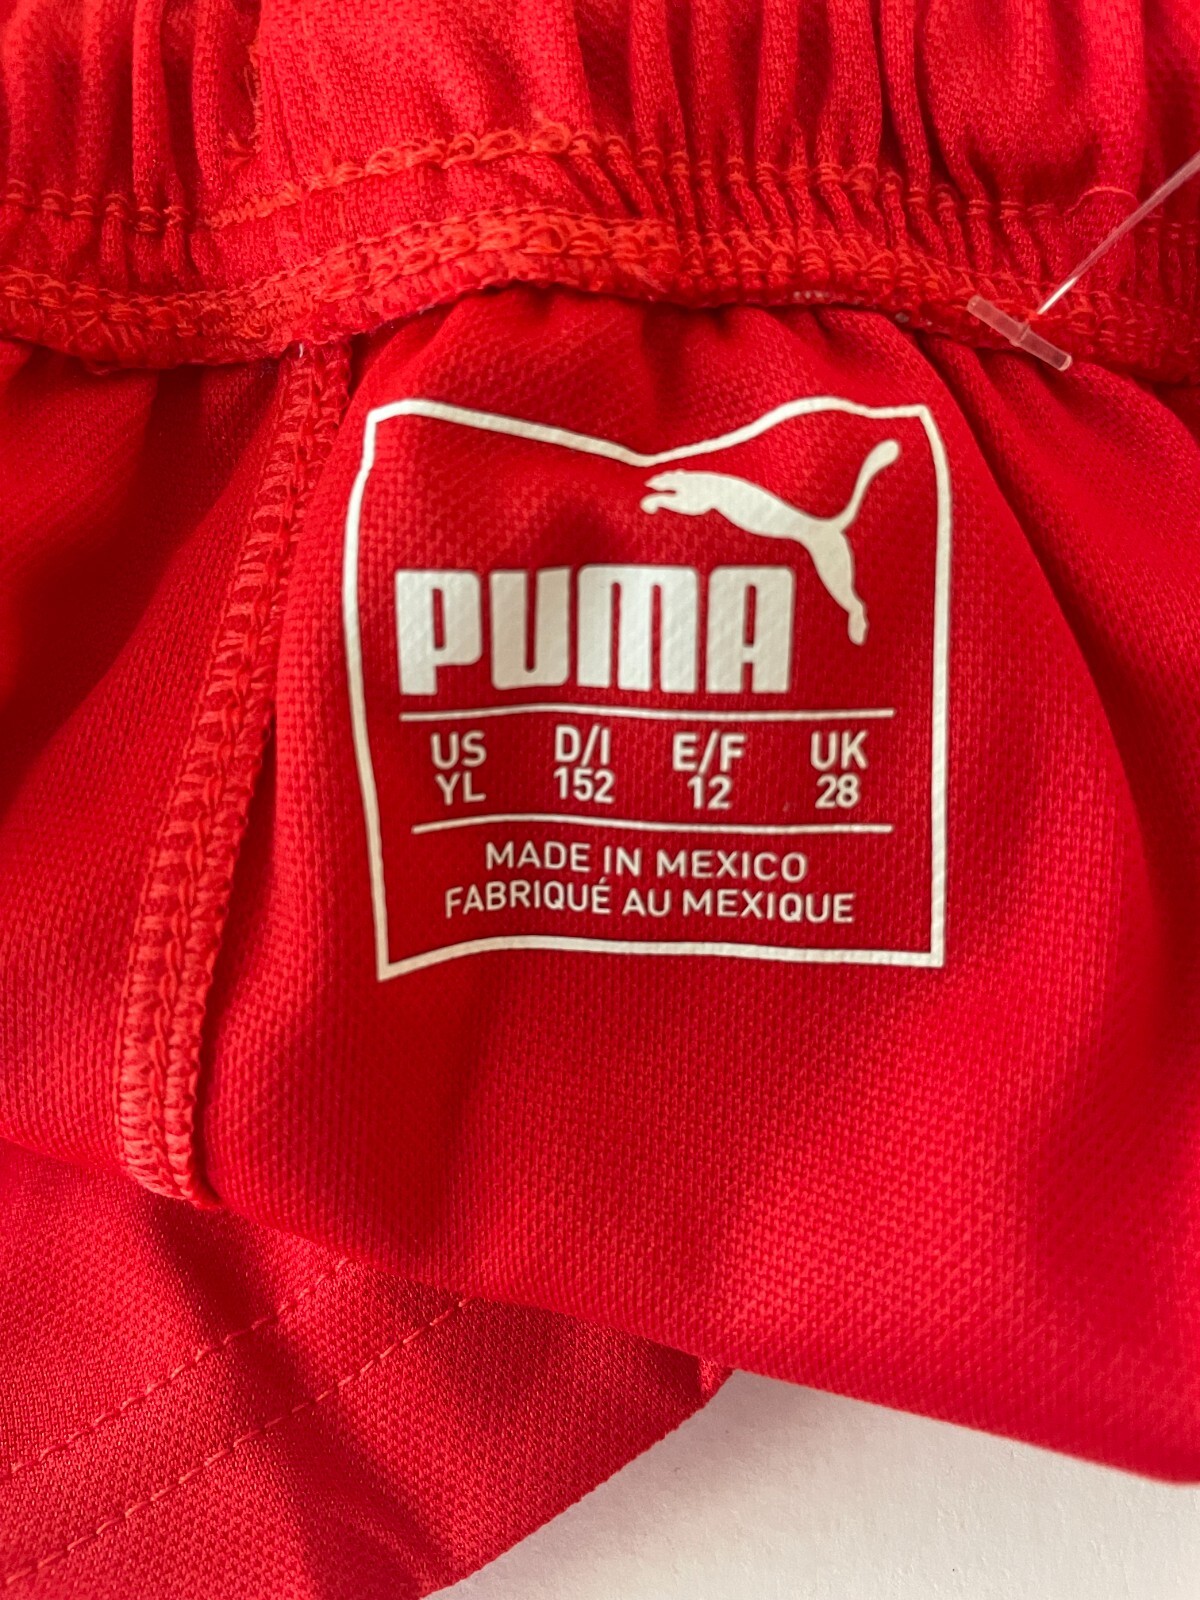 PUMA
US D/I E/F UK
YL 152 12 28
MADE IN MEXICO
FABRIQUÉ AU MEXIQUE